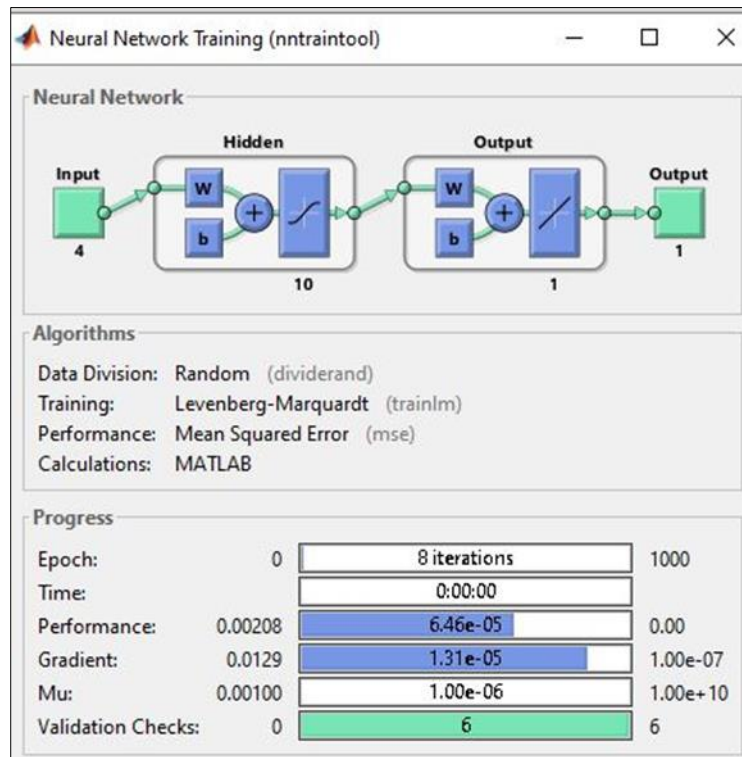 Neural Network Training (nntraintool)
Neural Network
Hidden Output
Input Output
W W
b b
4 10 1 1
Algorithms
Data Division: Random (dividerand)
Training: Levenberg-Marquardt (trainlm)
Performance: Mean Squared Error (mse)
Calculations: MATLAB
Progress
Epoch: 0 8 iterations 1000
Time: 0:00:00
Performance: 0.00208 6.46e-05 0.00
Gradient: 0.0129 1.31e-05 1.00e-07
Mu: 0.00100 1.00e-06 1.00e+10
Validation Checks: 0 6 6